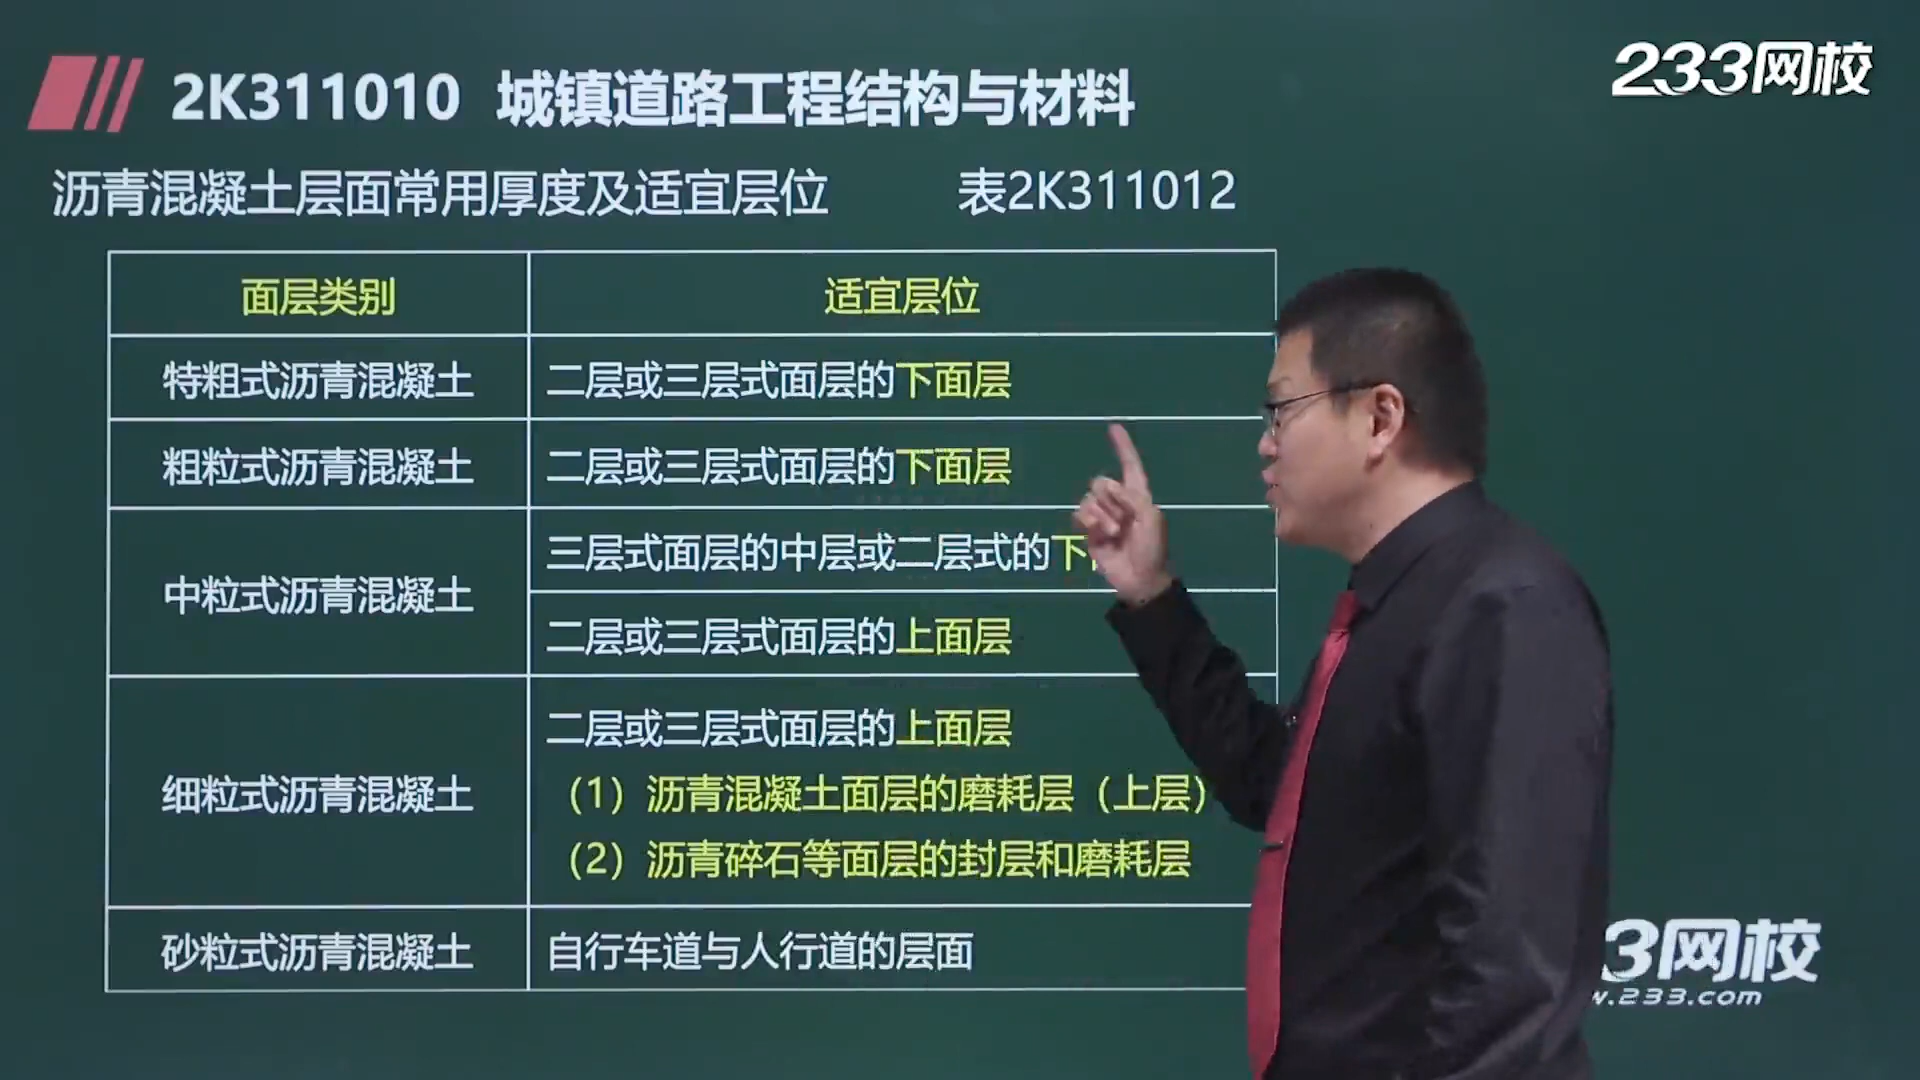 233网校
2K311010 城镇道路工程结构与材料
沥青混凝土层面常用厚度及适宜层位 表2K311012
面层类别 适宜层位
特粗式沥青混凝土 二层或三层式面层的下面层
粗粒式沥青混凝土 二层或三层式面层的下面层
中粒式沥青混凝土 三层式面层的中层或二层式的下
二层或三层式面层的上面层
细粒式沥青混凝土 二层或三层式面层的上面层
（1）沥青混凝土面层的磨耗层（上层）
（2）沥青碎石等面层的封层和磨耗层
砂粒式沥青混凝土 自行车道与人行道的层面
3网校
w.233.com